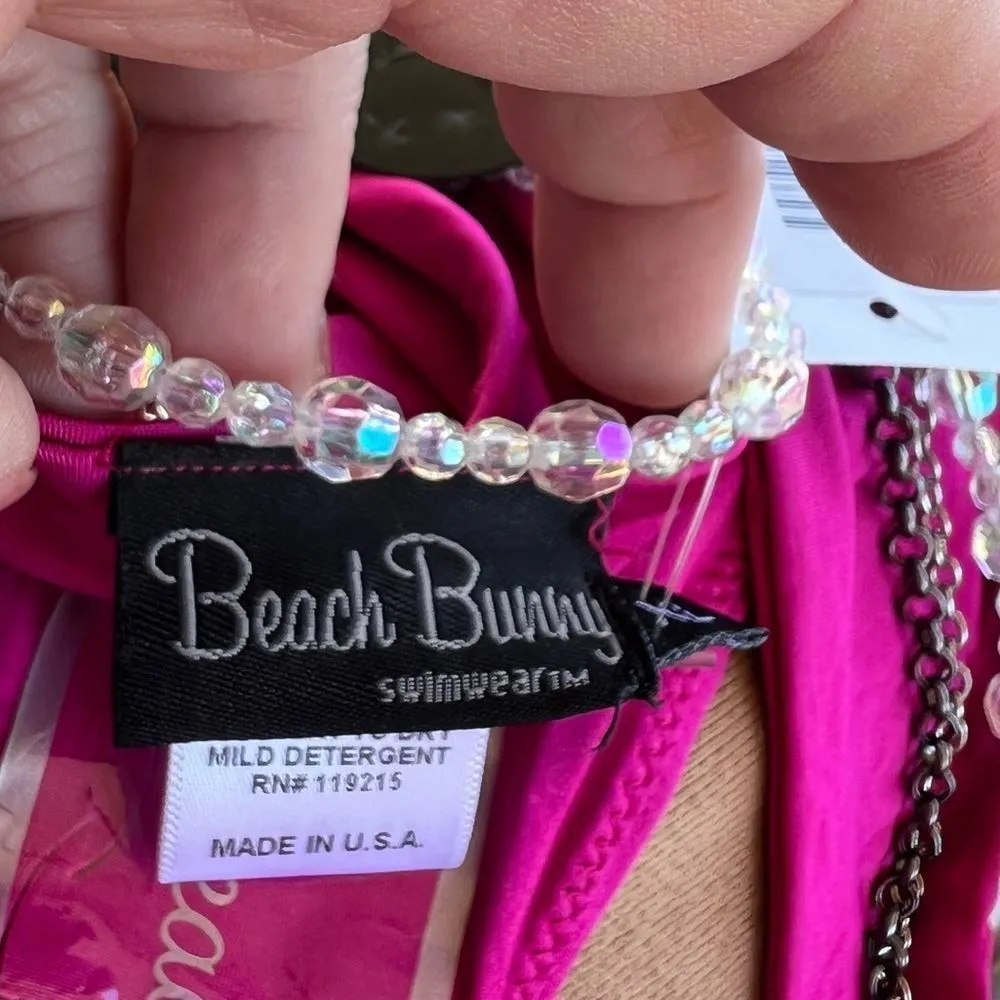 Beach Bunny
swimwear™
MILD DETERGENT
RN# 119215
MADE IN U.S.A.